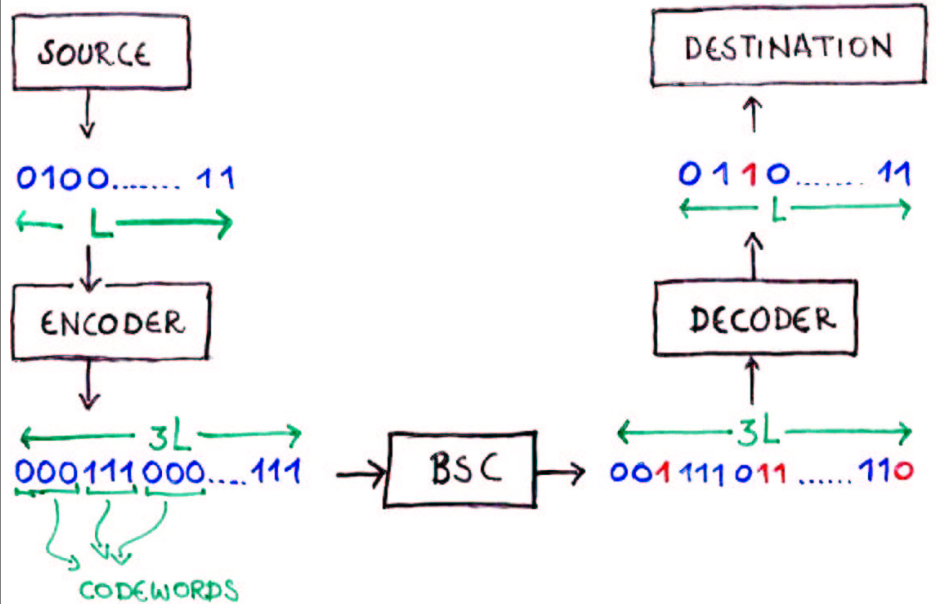 SOURCE
0100....... 11
L
ENCODER
3L
000111000....111
CODEWORDS
BSC
DESTINATION
0110....... 11
L
DECODER
3L
001111011......110